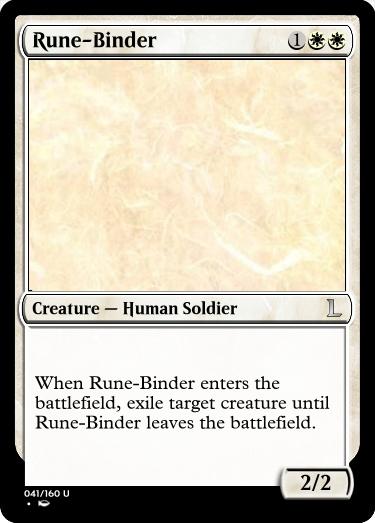 Rune-Binder 1
Creature — Human Soldier L
When Rune-Binder enters the
battlefield, exile target creature until
Rune-Binder leaves the battlefield.
2/2
041/160 U